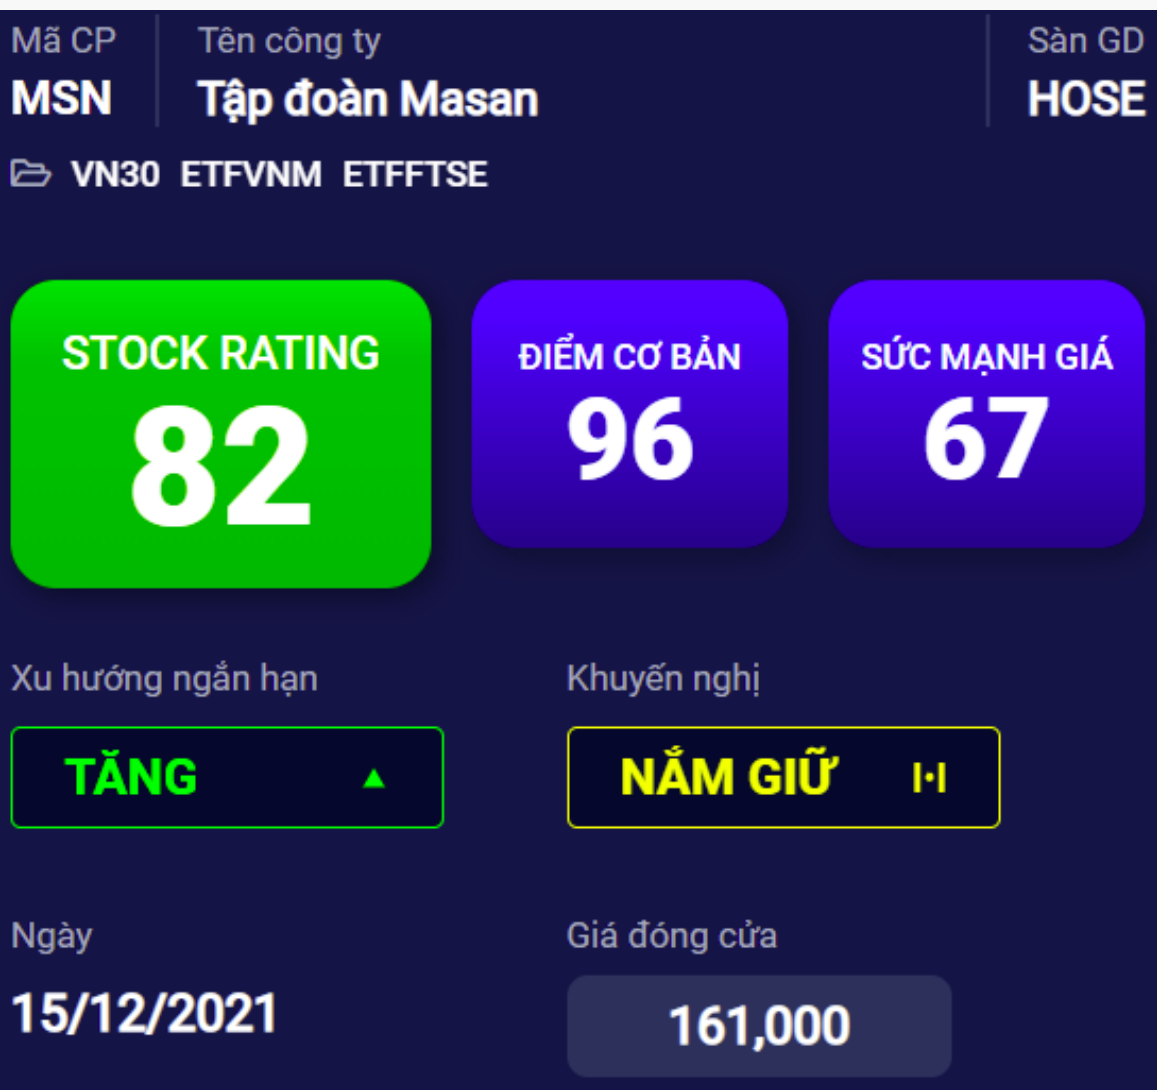 Mã CP Tên công ty Sàn GD
MSN Tập đoàn Masan HOSE
VN30 ETFVNM ETFFTSE
STOCK RATING ĐIỂM CƠ BẢN SỨC MẠNH GIÁ
82 96 67
Xu hướng ngắn hạn Khuyến nghị
TĂNG NẮM GIỮ
Ngày Giá đóng cửa
15/12/2021 161,000